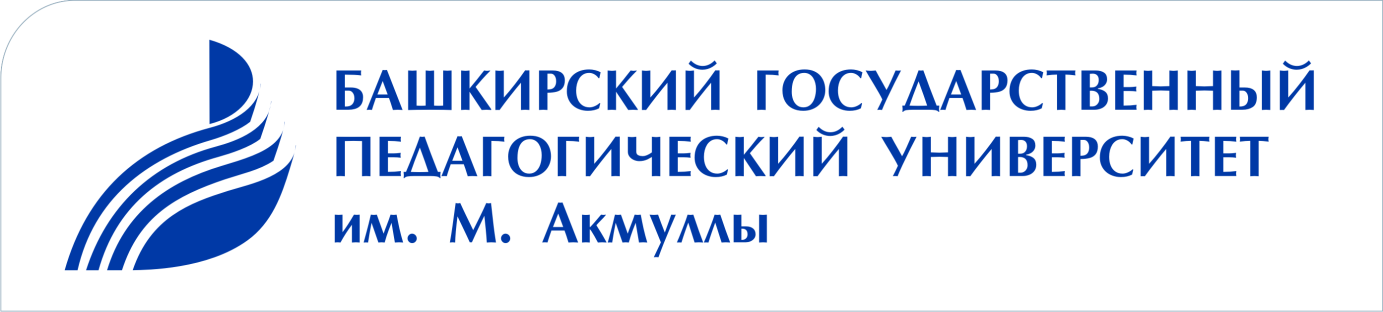 БАШКИРСКИЙ ГОСУДАРСТВЕННЫЙ
ПЕДАГОГИЧЕСКИЙ УНИВЕРСИТЕТ
им. М. Акмуллы